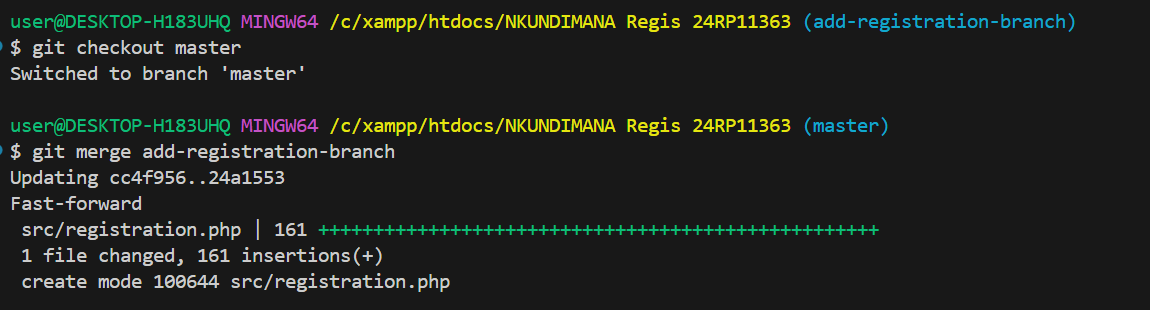 user@DESKTOP-H183UHQ MINGW64 /c/xampp/htdocs/NKUNDIMANA Regis 24RP11363 (add-registration-branch)
$ git checkout master
Switched to branch 'master'
user@DESKTOP-H183UHQ MINGW64 /c/xampp/htdocs/NKUNDIMANA Regis 24RP11363 (master)
$ git merge add-registration-branch
Updating cc4f956..24a1553
Fast-forward
 src/registration.php | 161 +++++++++++++++++++++++++++++++++++++++++++++++++++
 1 file changed, 161 insertions(+)
 create mode 100644 src/registration.php